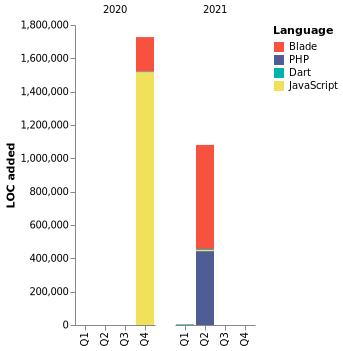 2020 2021
Language
Blade
PHP
Dart
JavaScript
LOC added
1,800,000
1,600,000
1,400,000
1,200,000
1,000,000
800,000
600,000
400,000
200,000
0
Q1 Q2 Q3 Q4 Q1 Q2 Q3 Q4